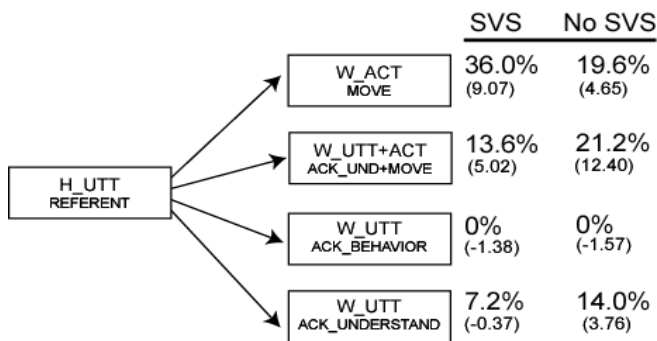 SVS No SVS
W_ACT
MOVE
36.0% 19.6%
(9.07) (4.65)
W_UTT+ACT
ACK_UND+MOVE
13.6% 21.2%
(5.02) (12.40)
H_UTT
REFERENT
W_UTT
ACK_BEHAVIOR
0% 0%
(-1.38) (-1.57)
W_UTT
ACK_UNDERSTAND
7.2% 14.0%
(-0.37) (3.76)